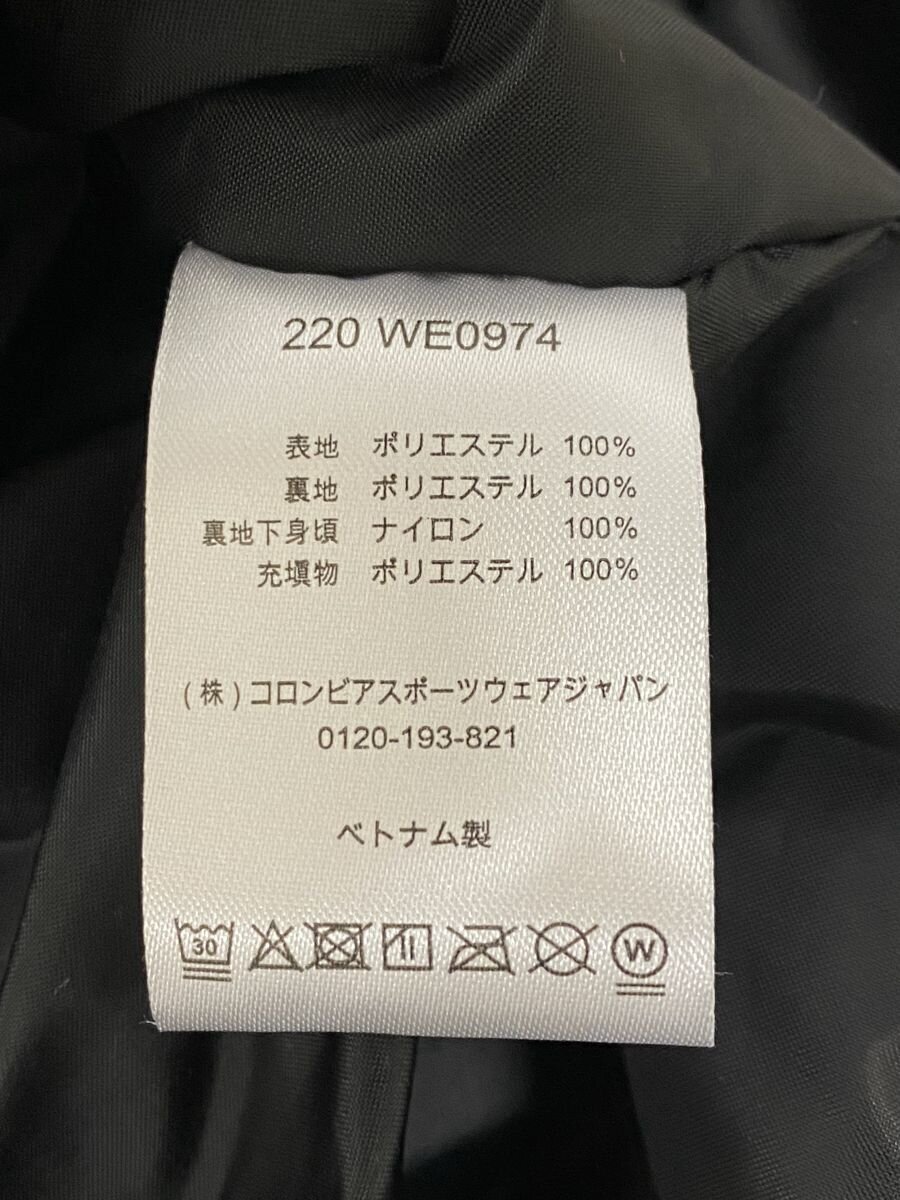 220 WE0974
表地 ポリエステル 100%
裏地 ポリエステル 100%
裏地下身頃 ナイロン 100%
充塡物 ポリエステル 100%
(株)コロンビアスポーツウェアジャパン
0120-193-821
ベトナム製
30 W